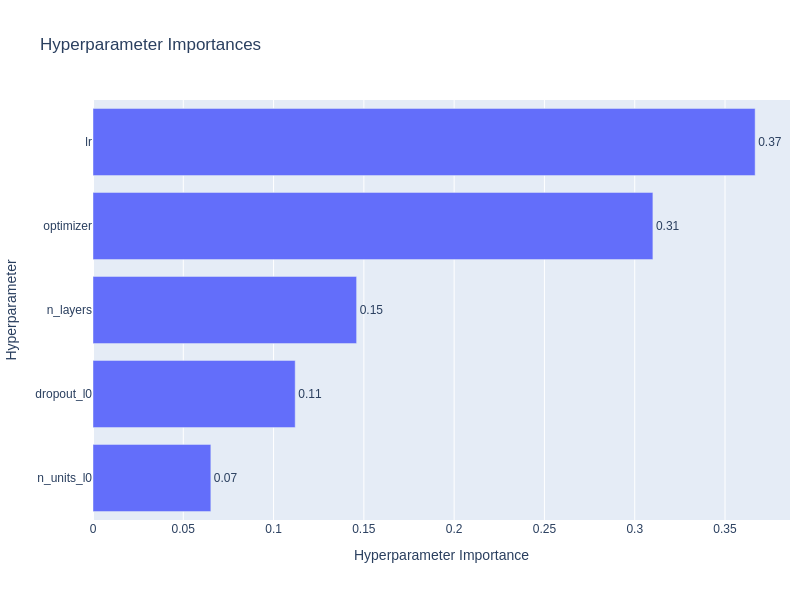 Hyperparameter Importances
Hyperparameter
lr
0.37
optimizer
0.31
n_layers
0.15
dropout_l0
0.11
n_units_l0
0.07
0 0.05 0.1 0.15 0.2 0.25 0.3 0.35
Hyperparameter Importance